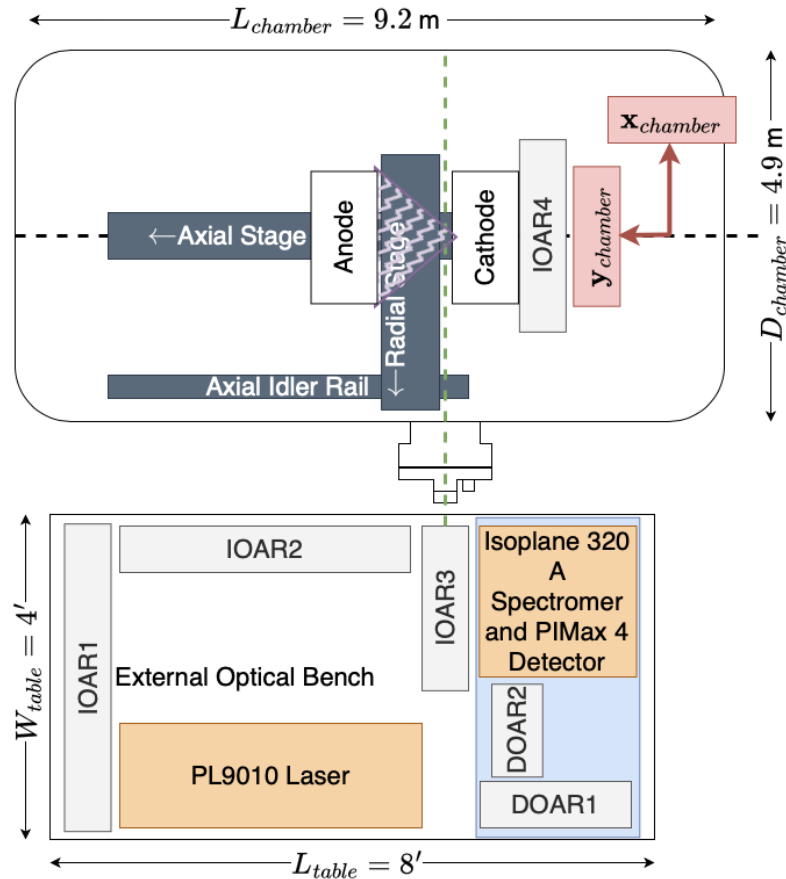 L_chamber = 9.2 m
x_chamber
D_chamber = 4.9 m
←Axial Stage
Anode
←Radial Stage
Cathode
IOAR4
y_chamber
Axial Idler Rail
W_table = 4′
IOAR1
IOAR2
IOAR3
Isoplane 320
A
Spectromer
and PIMax 4
Detector
External Optical Bench
DOAR2
PL9010 Laser
DOAR1
L_table = 8′